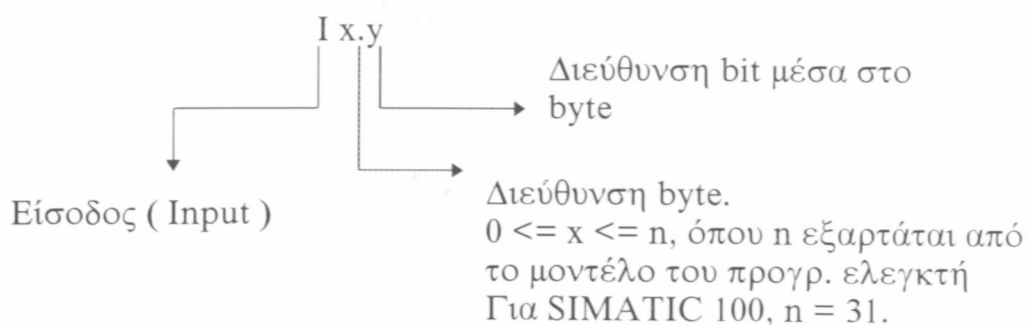 I x.y
Διεύθυνση bit μέσα στο
byte
Είσοδος ( Input )
Διεύθυνση byte.
0 <= x <= n, όπου n εξαρτάται από
το μοντέλο του προγρ. ελεγκτή
Για SIMATIC 100, n = 31.